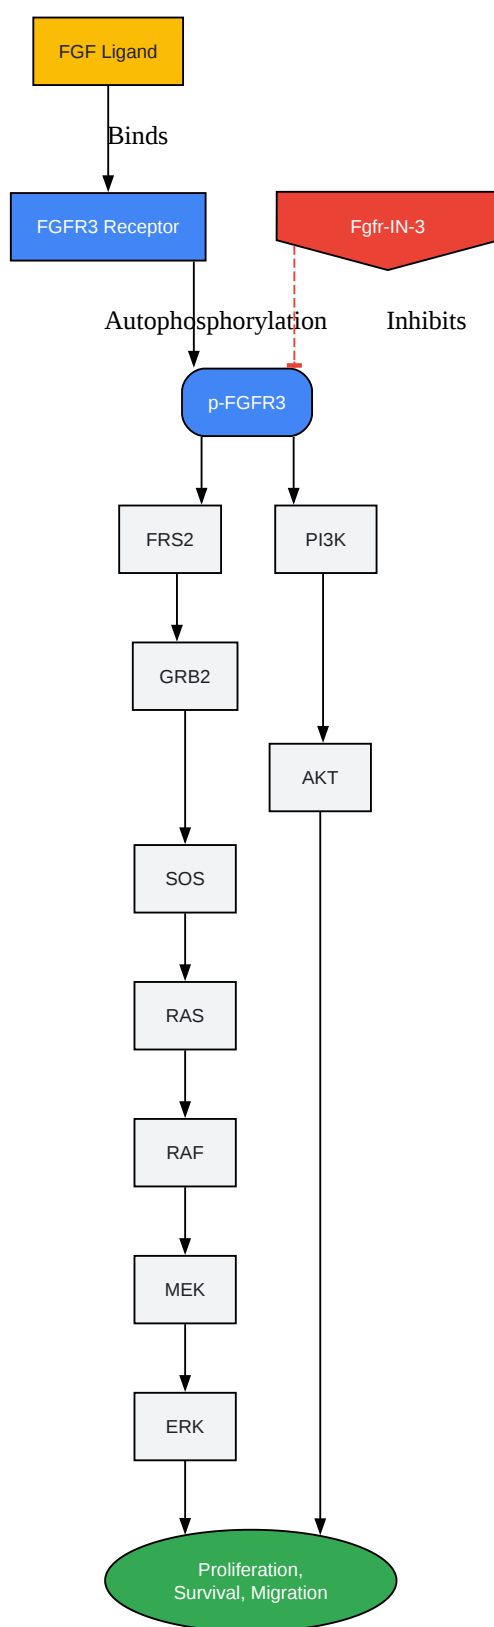 FGF Ligand
Binds
FGFR3 Receptor
Fgfr-IN-3
Autophosphorylation
Inhibits
p-FGFR3
FRS2
PI3K
GRB2
AKT
SOS
RAS
RAF
MEK
ERK
Proliferation,
Survival, Migration